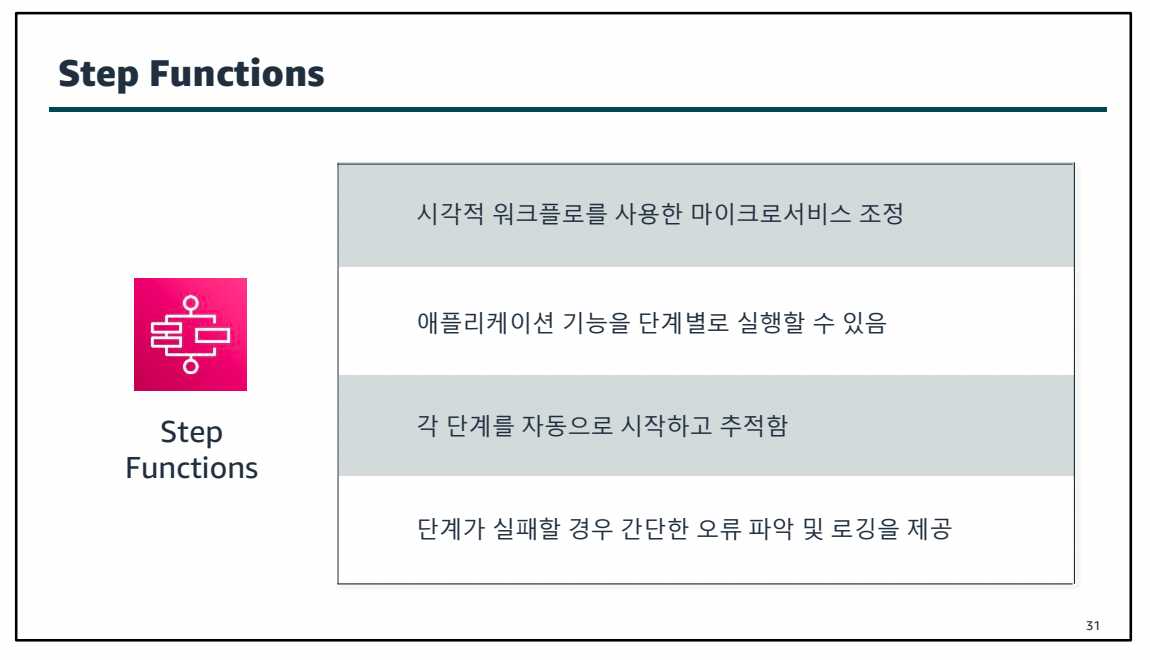 Step Functions
시각적 워크플로를 사용한 마이크로서비스 조정
애플리케이션 기능을 단계별로 실행할 수 있음
각 단계를 자동으로 시작하고 추적함
단계가 실패할 경우 간단한 오류 파악 및 로깅을 제공
Step
Functions
31